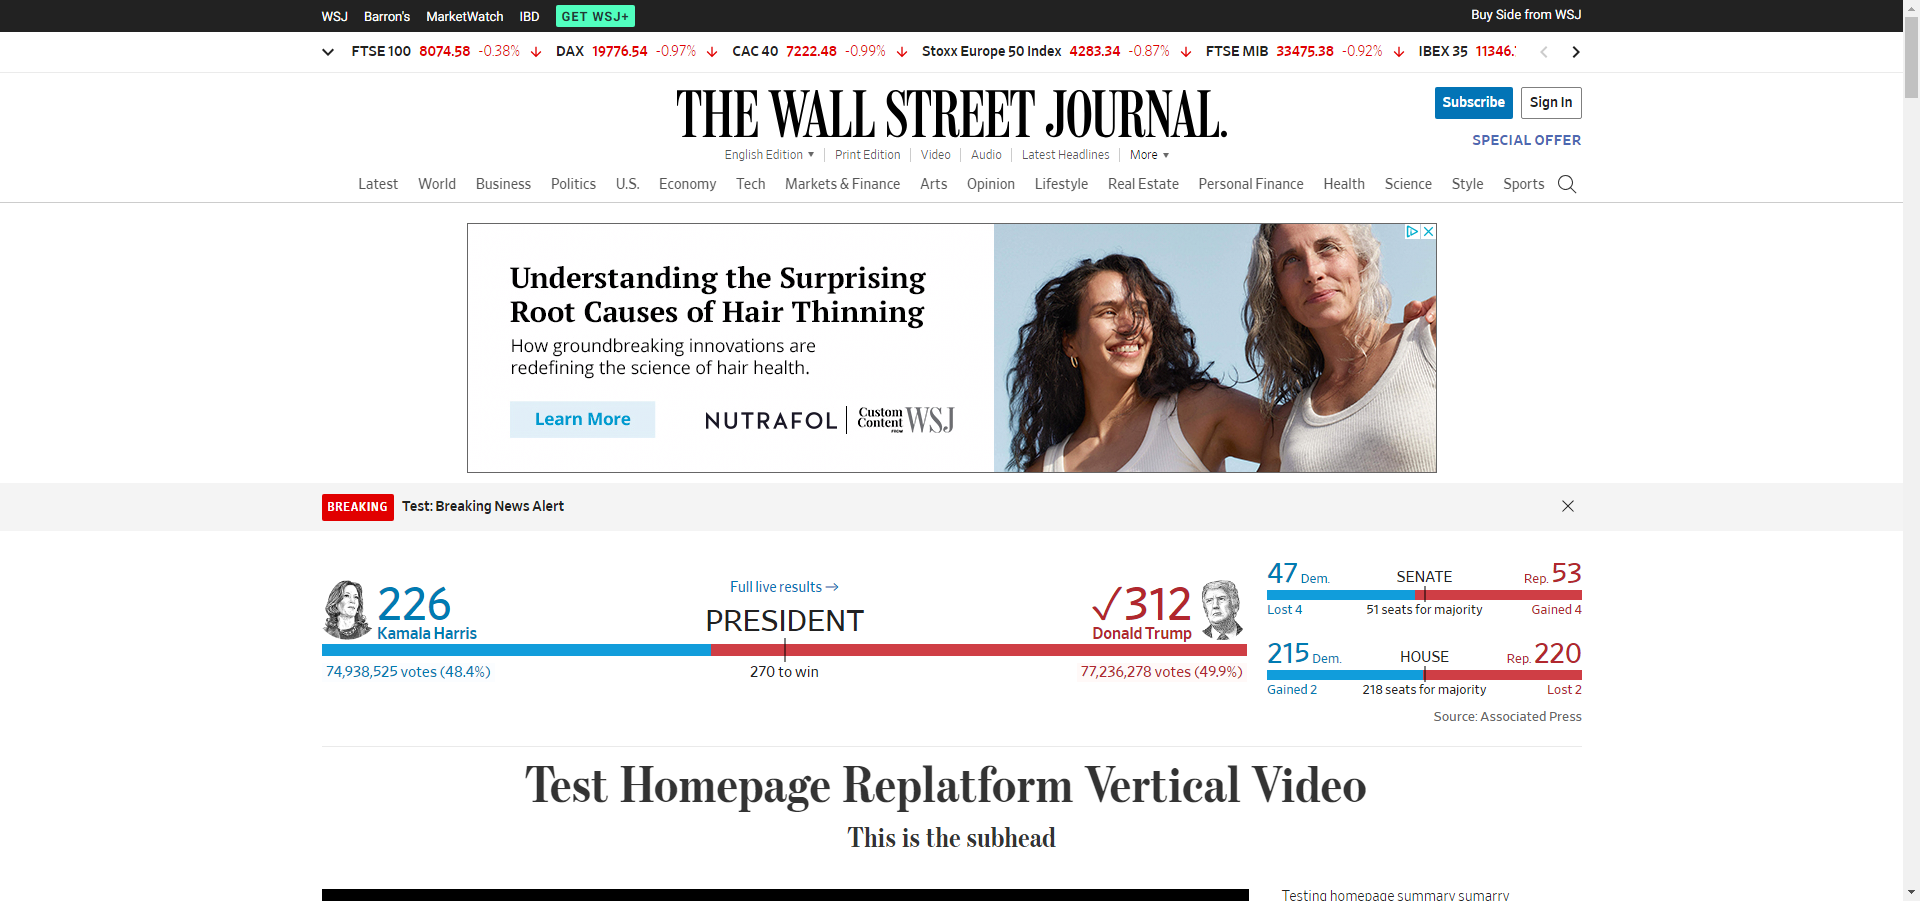 WSJ Barron's MarketWatch IBD GET WSJ+ Buy Side from WSJ
FTSE 100 8074.58 -0.38% DAX 19776.54 -0.97% CAC 40 7222.48 -0.99% Stoxx Europe 50 Index 4283.34 -0.87% FTSE MIB 33475.38 -0.92% IBEX 35 11346.
THE WALL STREET JOURNAL.
Subscribe Sign In
SPECIAL OFFER
English Edition Print Edition Video Audio Latest Headlines More
Latest World Business Politics U.S. Economy Tech Markets & Finance Arts Opinion Lifestyle Real Estate Personal Finance Health Science Style Sports
Understanding the Surprising
Root Causes of Hair Thinning
How groundbreaking innovations are
redefining the science of hair health.
Learn More
NUTRAFOL
Custom
Content
FROM
WSJ
BREAKING Test: Breaking News Alert
226
Kamala Harris
Full live results →
PRESIDENT
✓312
Donald Trump
74,938,525 votes (48.4%)
270 to win
77,236,278 votes (49.9%)
47 Dem. SENATE Rep. 53
Lost 4 51 seats for majority Gained 4
215 Dem. HOUSE Rep. 220
Gained 2 218 seats for majority Lost 2
Source: Associated Press
Test Homepage Replatform Vertical Video
This is the subhead
Testing homepage summary sumarry